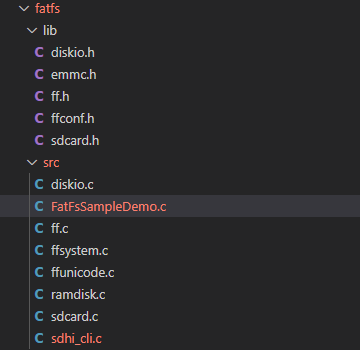 fatfs
lib
C diskio.h
C emmc.h
C ff.h
C ffconf.h
C sdcard.h
src
C diskio.c
C FatFsSampleDemo.c
C ff.c
C ffsystem.c
C ffunicode.c
C ramdisk.c
C sdcard.c
C sdhi_cli.c